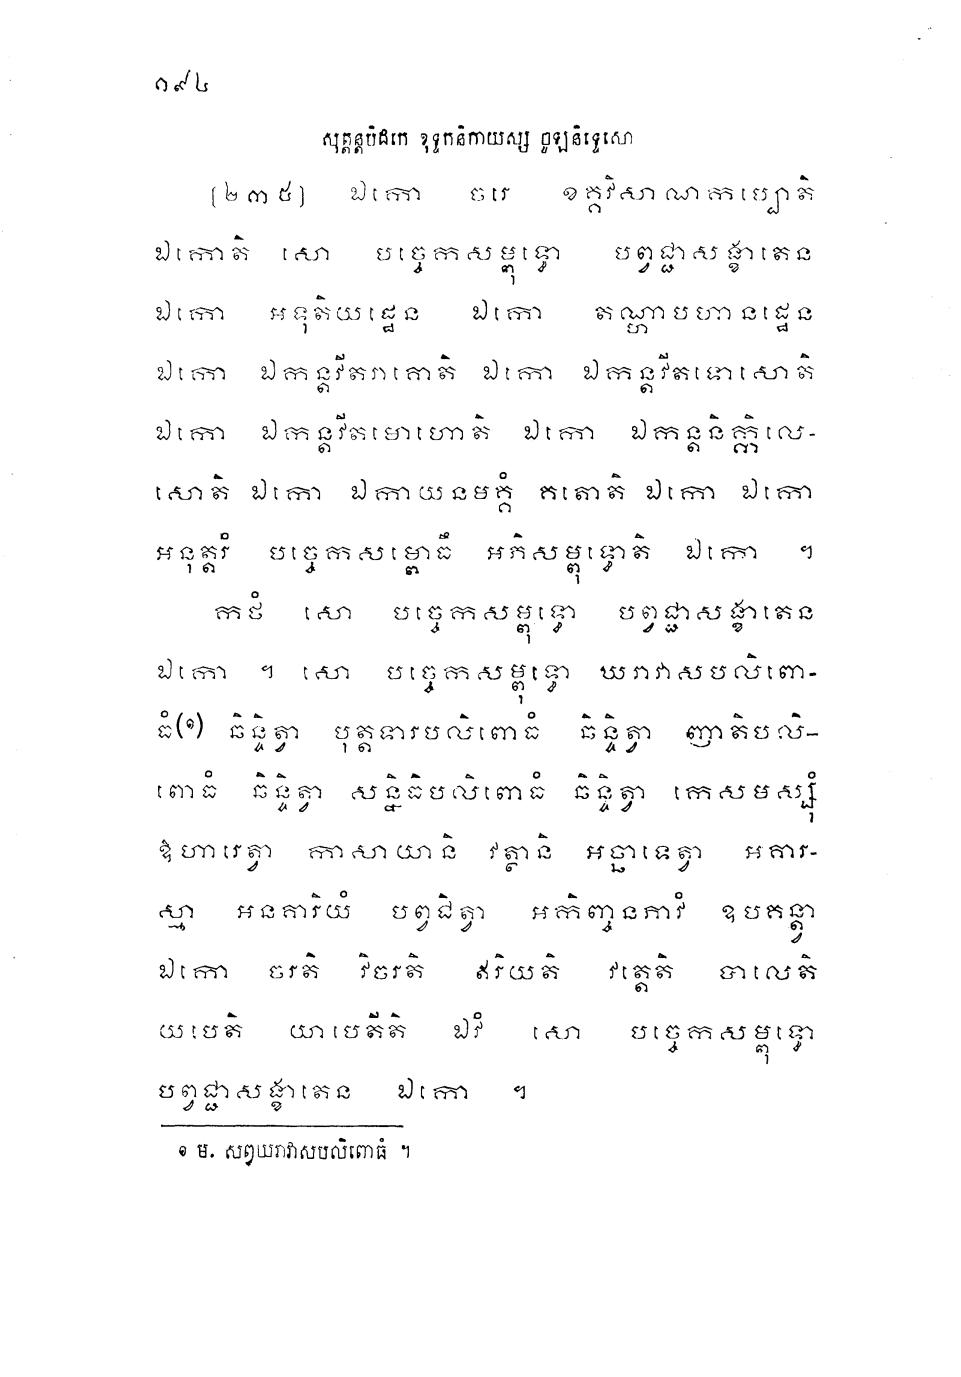 ១៩៤
សុត្តន្តបិដកេ ខុទ្ទកនិកាយស្ស ចូឡនិទ្ទេសោ
[២៣៥] ឯកោ ចរេ ខគ្គវិសាណកប្បោតិ
ឯកោតិ សោ បច្ចេកសម្ពុទ្ធោ បព្វជ្ជាសង្ខាតេន
ឯកោ អទុតិយដ្ឋេន ឯកោ តណ្ហាបហានដ្ឋេន
ឯកោ ឯកន្តវីតរាគោតិ ឯកោ ឯកន្តវីតទោសោតិ
ឯកោ ឯកន្តវីតមោហោតិ ឯកោ ឯកន្តនិក្កិលេ-
សោតិ ឯកោ ឯកាយនមគ្គំ គតោតិ ឯកោ ឯកោ
អនុត្តរំ បច្ចេកសម្ពោធឹ អភិសម្ពុទ្ធោតិ ឯកោ ។
កថំ សោ បច្ចេកសម្ពុទ្ធោ បព្វជ្ជាសង្ខាតេន
ឯកោ ។ សោ បច្ចេកសម្ពុទ្ធោ ឃរាវាសបលិពោ-
ធំ(១) ឆិន្ទិត្វា បុត្តទារបលិពោធំ ឆិន្ទិត្វា ញាតិបលិ-
ពោធំ ឆិន្ទិត្វា សន្និធិបលិពោធំ ឆិន្ទិត្វា កេសមស្សុំ
ឱហារេត្វា កាសាយានិ វត្ថានិ អច្ឆាទេត្វា អគារ-
ស្មា អនគារិយំ បព្វជិត្វា អកិញ្ចនភាវំ ឧបគន្ត្វា
ឯកោ ចរតិ វិចរតិ ឥរិយតិ វត្តេតិ បាលេតិ
យបេតិ យាបេតីតិ ឯវំ សោ បច្ចេកសម្ពុទ្ធោ
បព្វជ្ជាសង្ខាតេន ឯកោ ។
១ ម. សព្វឃរាវាសបលិពោធំ ។